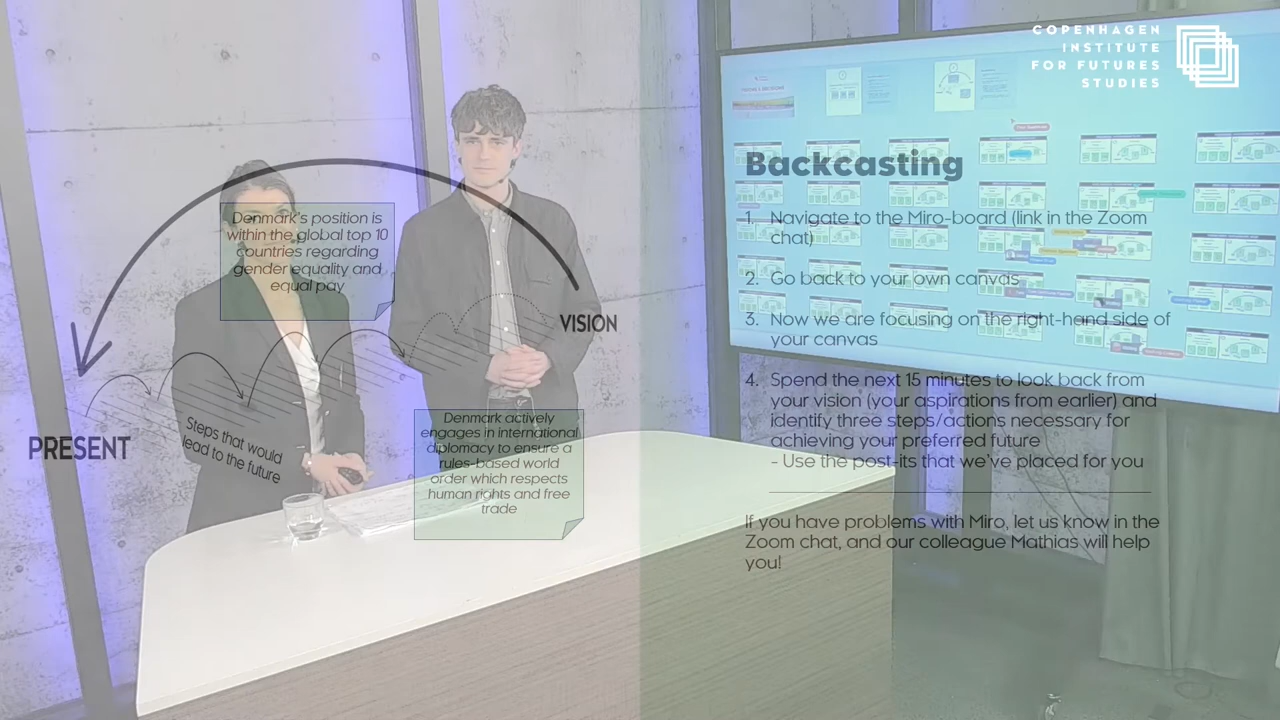 COPENHAGEN
INSTITUTE
FOR FUTURES
STUDIES
Denmark's position is
within the global top 10
countries regarding
gender equality and
equal pay
VISION
PRESENT
Steps that would
lead to the future
Denmark actively
engages in international
diplomacy to ensure a
rules-based world
order which respects
human rights and free
trade
Backcasting
1. Navigate to the Miro-board (link in the Zoom
chat)
2. Go back to your own canvas
3. Now we are focusing on the right-hand side of
your canvas
4. Spend the next 15 minutes to look back from
your vision (your aspirations from earlier) and
identify three steps/actions necessary for
achieving your preferred future
- Use the post-its that we've placed for you
If you have problems with Miro, let us know in the
Zoom chat, and our colleague Mathias will help
you!